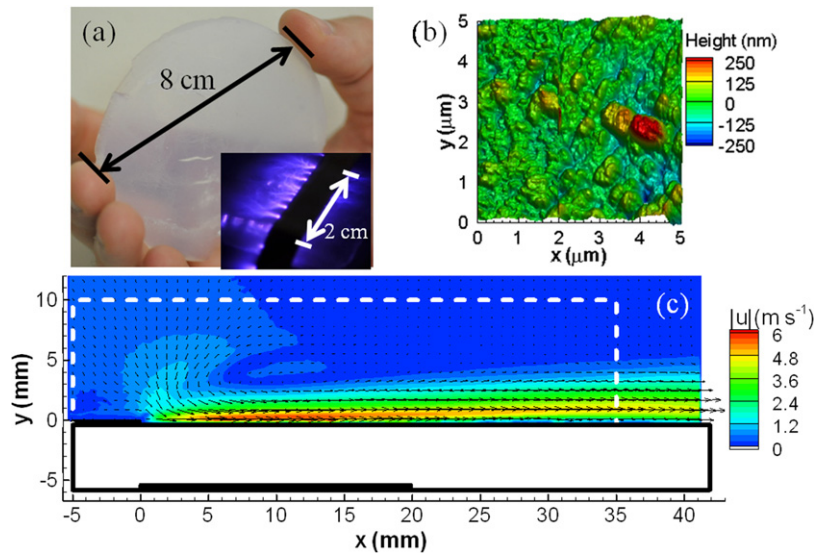 (a)
8 cm
2 cm
(b)
y (μm)
5
4
3
2
1
0
0 1 2 3 4 5
x (μm)
Height (nm)
250
125
0
-125
-250
(c)
y (mm)
10
5
0
-5
-5 0 5 10 15 20 25 30 35 40
x (mm)
|u|(m s⁻¹)
6
4.8
3.6
2.4
1.2
0